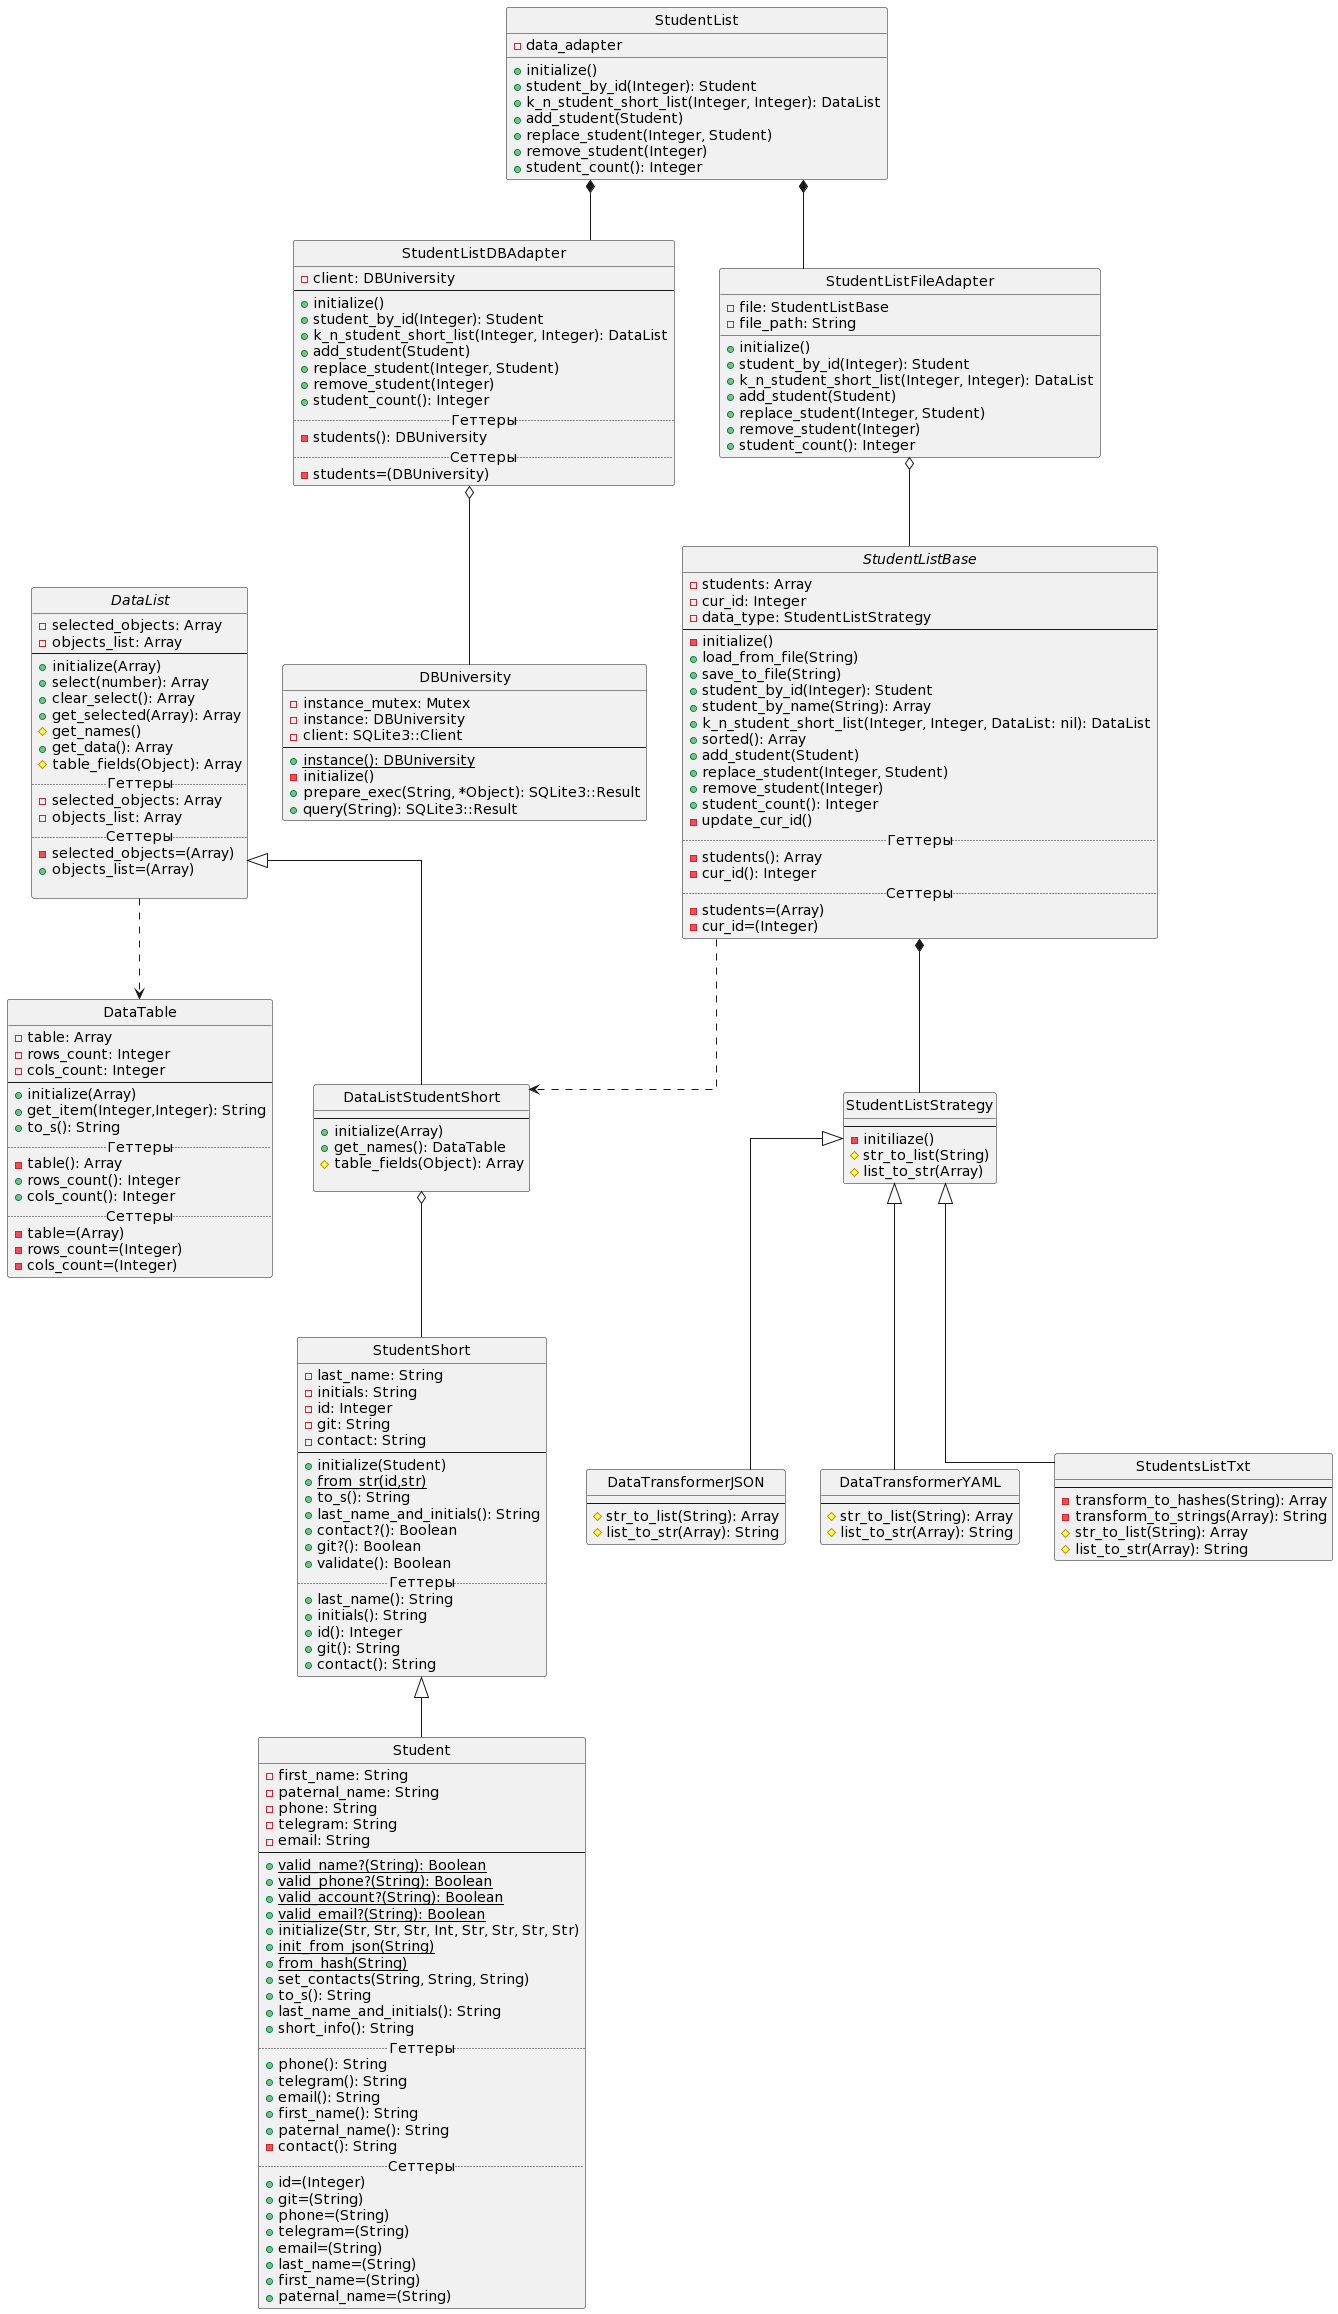 StudentList
data_adapter
initialize()
student_by_id(Integer): Student
k_n_student_short_list(Integer, Integer): DataList
add_student(Student)
replace_student(Integer, Student)
remove_student(Integer)
student_count(): Integer
StudentListDBAdapter
client: DBUniversity
initialize()
student_by_id(Integer): Student
k_n_student_short_list(Integer, Integer): DataList
add_student(Student)
replace_student(Integer, Student)
remove_student(Integer)
student_count(): Integer
Геттеры
students(): DBUniversity
Сеттеры
students=(DBUniversity)
StudentListFileAdapter
file: StudentListBase
file_path: String
initialize()
student_by_id(Integer): Student
k_n_student_short_list(Integer, Integer): DataList
add_student(Student)
replace_student(Integer, Student)
remove_student(Integer)
student_count(): Integer
DataList
selected_objects: Array
objects_list: Array
initialize(Array)
select(number): Array
clear_select(): Array
get_selected(Array): Array
get_names()
get_data(): Array
table_fields(Object): Array
Геттеры
selected_objects: Array
objects_list: Array
Сеттеры
selected_objects=(Array)
objects_list=(Array)
DBUniversity
instance_mutex: Mutex
instance: DBUniversity
client: SQLite3::Client
instance(): DBUniversity
initialize()
prepare_exec(String, *Object): SQLite3::Result
query(String): SQLite3::Result
StudentListBase
students: Array
cur_id: Integer
data_type: StudentListStrategy
initialize()
load_from_file(String)
save_to_file(String)
student_by_id(Integer): Student
student_by_name(String): Array
k_n_student_short_list(Integer, Integer, DataList: nil): DataList
sorted(): Array
add_student(Student)
replace_student(Integer, Student)
remove_student(Integer)
student_count(): Integer
update_cur_id()
Геттеры
students(): Array
cur_id(): Integer
Сеттеры
students=(Array)
cur_id=(Integer)
DataTable
table: Array
rows_count: Integer
cols_count: Integer
initialize(Array)
get_item(Integer,Integer): String
to_s(): String
Геттеры
table(): Array
rows_count(): Integer
cols_count(): Integer
Сеттеры
table=(Array)
rows_count=(Integer)
cols_count=(Integer)
DataListStudentShort
initialize(Array)
get_names(): DataTable
table_fields(Object): Array
StudentListStrategy
initiliaze()
str_to_list(String)
list_to_str(Array)
StudentShort
last_name: String
initials: String
id: Integer
git: String
contact: String
initialize(Student)
from_str(id,str)
to_s(): String
last_name_and_initials(): String
contact?(): Boolean
git?(): Boolean
validate(): Boolean
Геттеры
last_name(): String
initials(): String
id(): Integer
git(): String
contact(): String
DataTransformerJSON
str_to_list(String): Array
list_to_str(Array): String
DataTransformerYAML
str_to_list(String): Array
list_to_str(Array): String
StudentsListTxt
transform_to_hashes(String): Array
transform_to_strings(Array): String
str_to_list(String): Array
list_to_str(Array): String
Student
first_name: String
paternal_name: String
phone: String
telegram: String
email: String
valid_name?(String): Boolean
valid_phone?(String): Boolean
valid_account?(String): Boolean
valid_email?(String): Boolean
initialize(Str, Str, Str, Int, Str, Str, Str, Str)
init_from_json(String)
from_hash(String)
set_contacts(String, String, String)
to_s(): String
last_name_and_initials(): String
short_info(): String
Геттеры
phone(): String
telegram(): String
email(): String
first_name(): String
paternal_name(): String
contact(): String
Сеттеры
id=(Integer)
git=(String)
phone=(String)
telegram=(String)
email=(String)
last_name=(String)
first_name=(String)
paternal_name=(String)